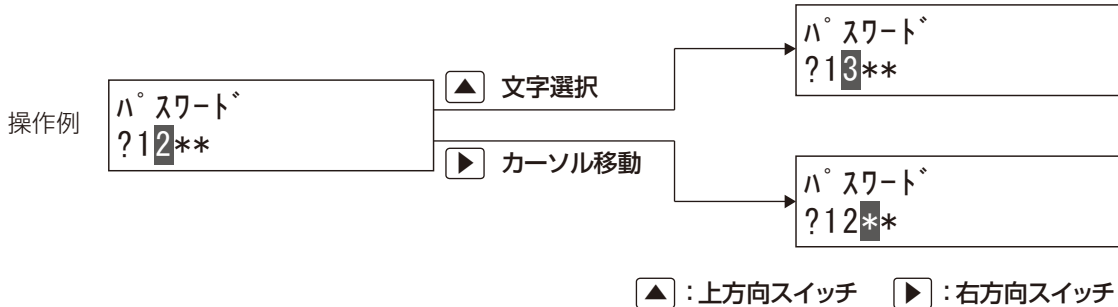 操作例
ﾊﾟｽﾜｰﾄﾞ
?12**
▲ 文字選択
▶ カーソル移動
ﾊﾟｽﾜｰﾄﾞ
?13**
ﾊﾟｽﾜｰﾄﾞ
?12**
▲:上方向スイッチ ▶:右方向スイッチ